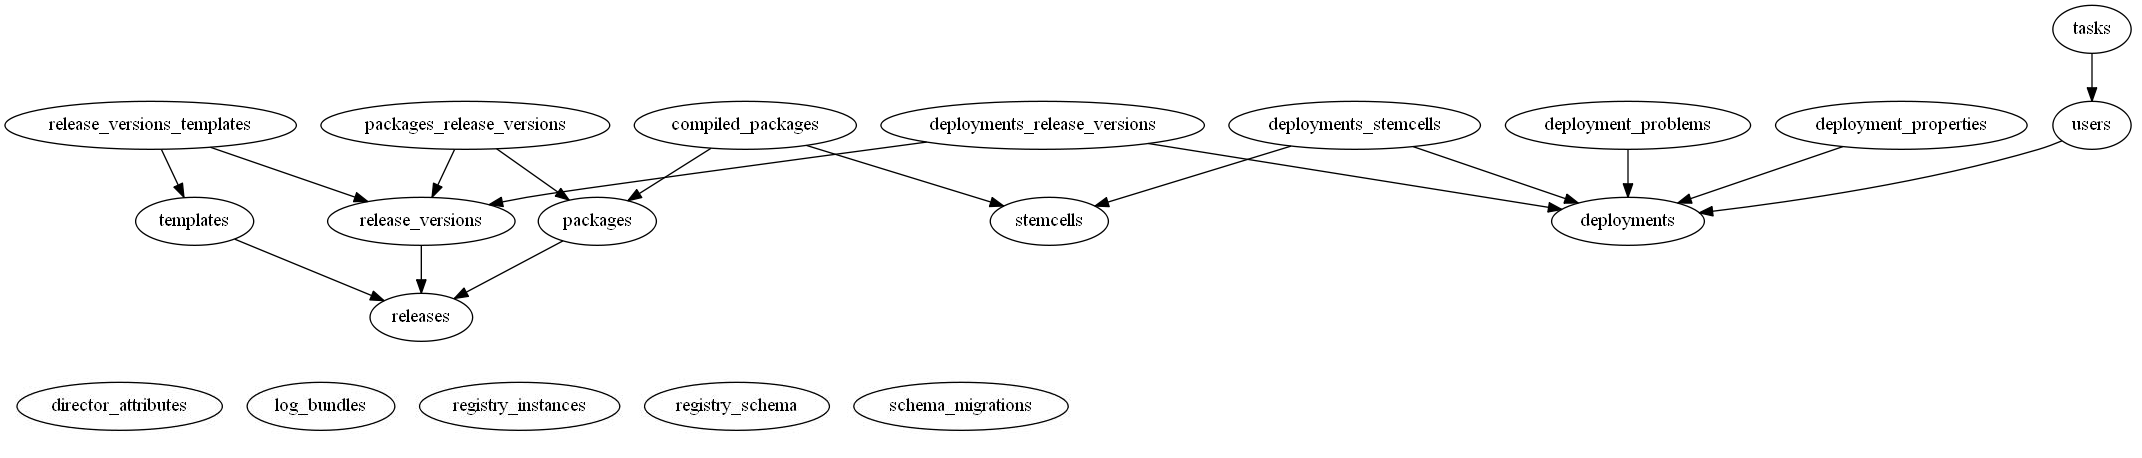 tasks
release_versions_templates
packages_release_versions
compiled_packages
deployments_release_versions
deployments_stemcells
deployment_problems
deployment_properties
users
templates
release_versions
packages
stemcells
deployments
releases
director_attributes
log_bundles
registry_instances
registry_schema
schema_migrations